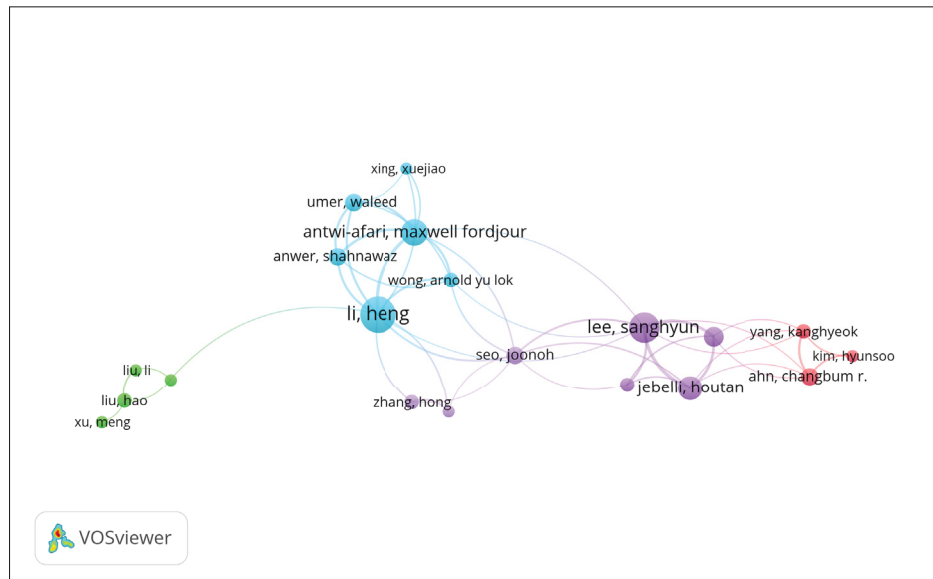 xing, xuejiao
umer, waleed
antwi-afari, maxwell fordjour
anwer, shahnawaz
wong, arnold yu lok
li, heng
lee, sanghyun
yang, kanghyeok
seo, joonoh
kim, hyunsoo
liu, li
ahn, changbum r.
jebelli, houtan
liu, hao
zhang, hong
xu, meng
VOSviewer